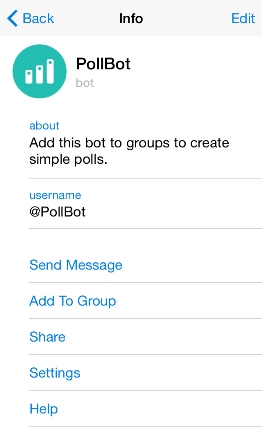 Back Info Edit
PollBot
bot
about
Add this bot to groups to create
simple polls.
username
@PollBot
Send Message
Add To Group
Share
Settings
Help